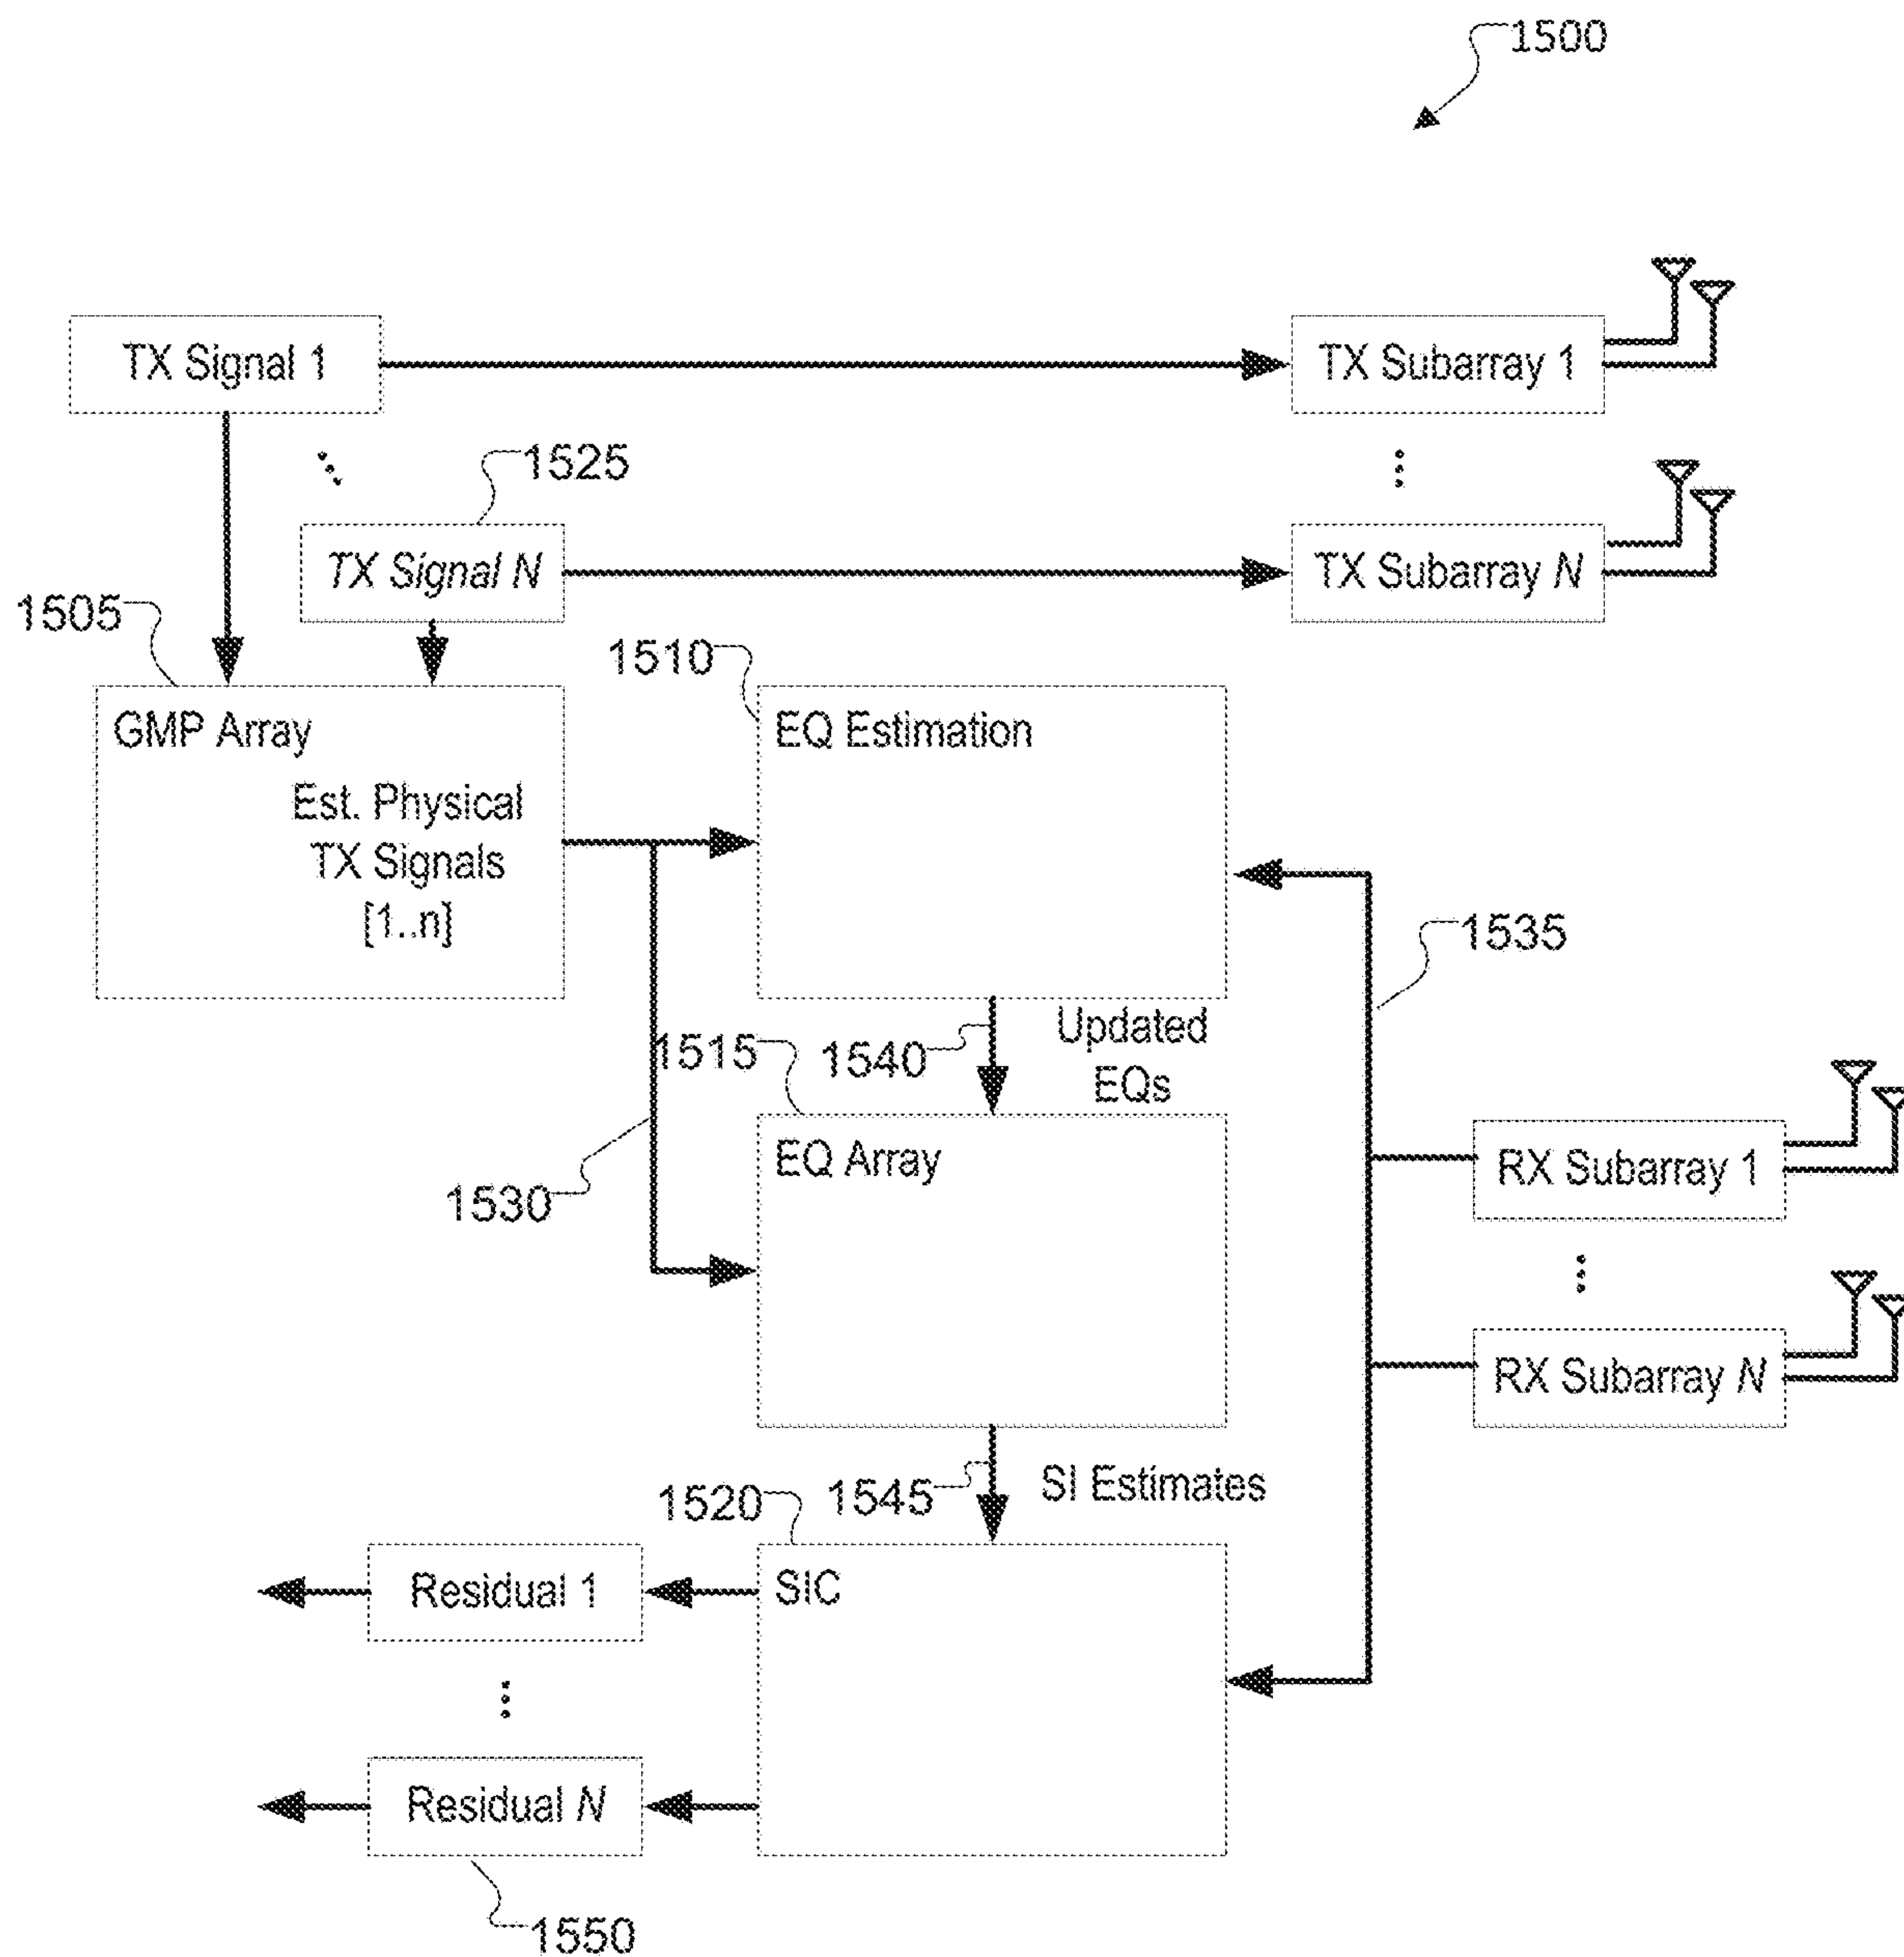 1500
TX Signal 1
TX Subarray 1
1525
TX Signal N
TX Subarray N
1505
1510
GMP Array
Est. Physical
TX Signals
[1..n]
EQ Estimation
1535
1540
Updated
EQs
1515
EQ Array
1530
RX Subarray 1
RX Subarray N
1545
SI Estimates
1520
SIC
Residual 1
Residual N
1550